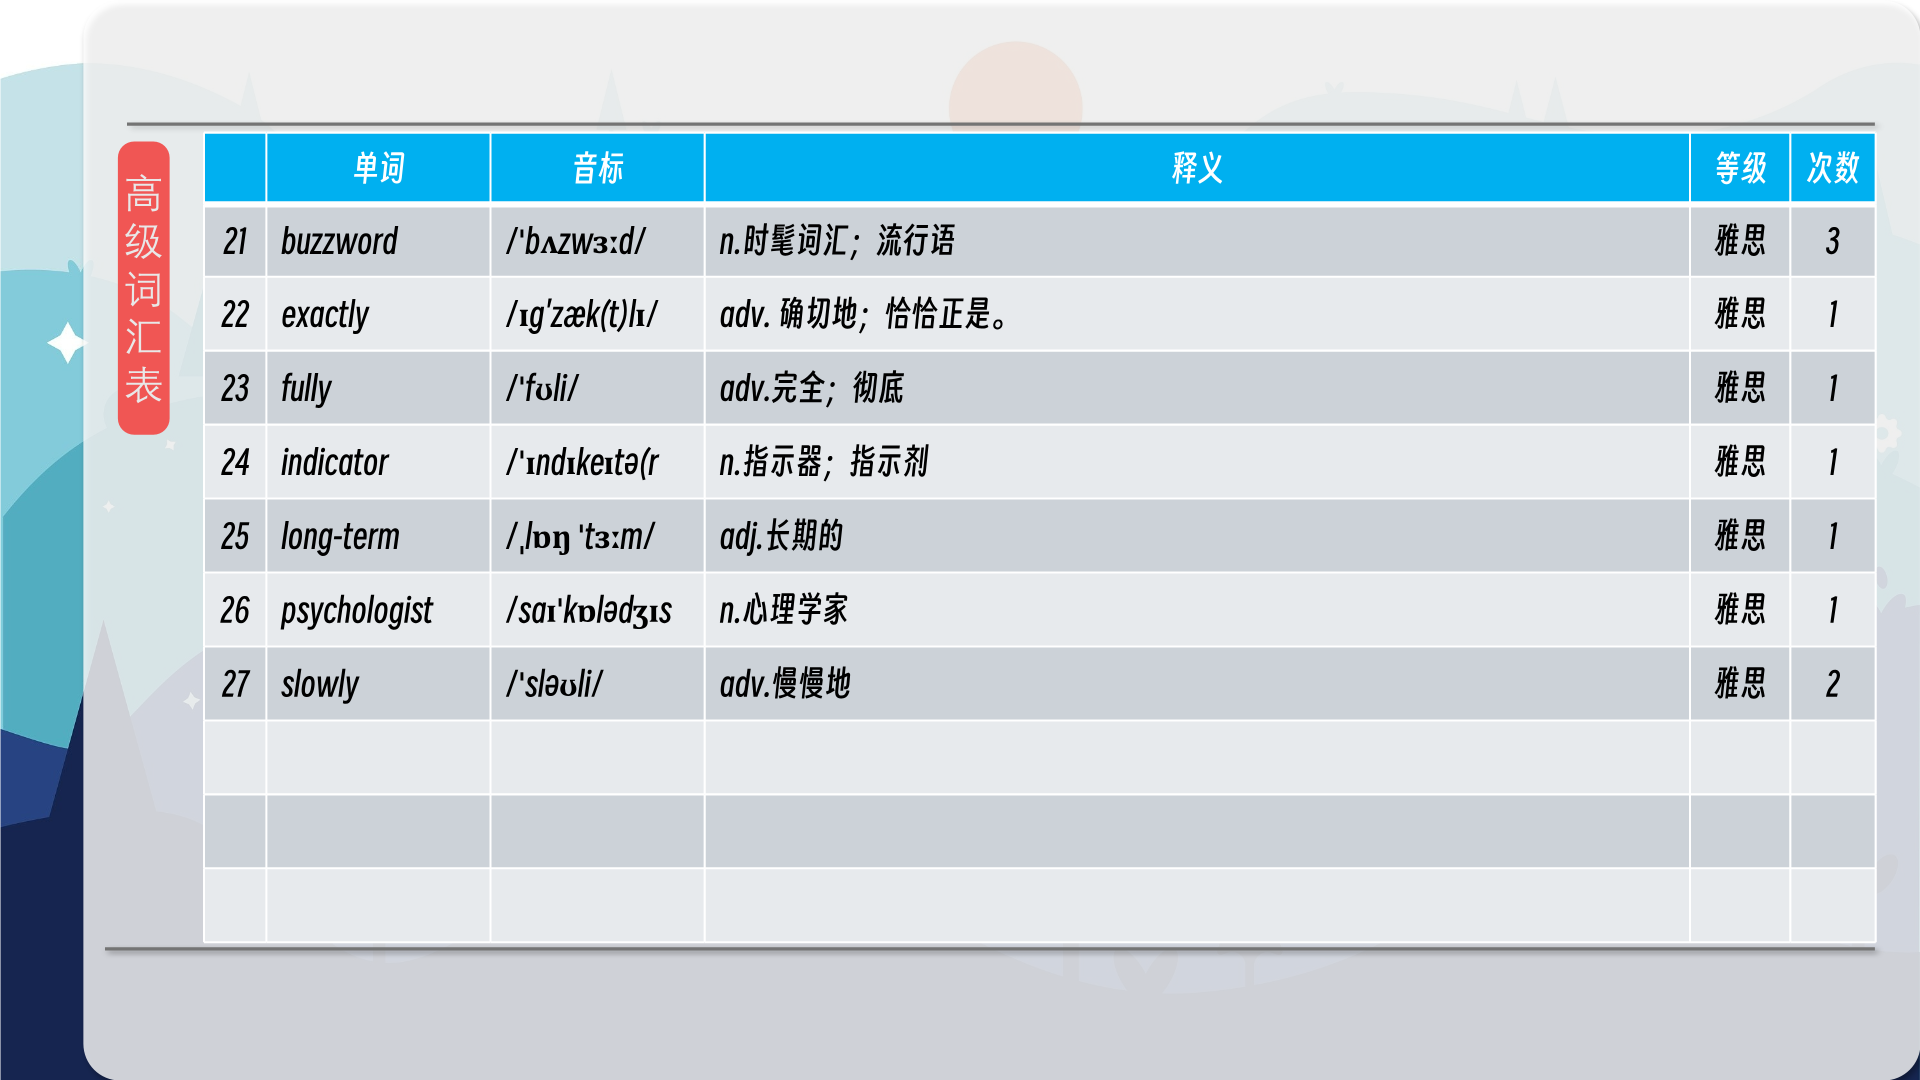 高级词汇表
单词 音标 释义 等级 次数
21 buzzword /ˈbʌzwɜːd/ n.时髦词汇；流行语 雅思 3
22 exactly /ɪgˈzæk(t)lɪ/ adv. 确切地；恰恰正是。 雅思 1
23 fully /ˈfʊli/ adv.完全；彻底 雅思 1
24 indicator /ˈɪndɪkeɪtə(r n.指示器；指示剂 雅思 1
25 long-term /ˌlɒŋ ˈtɜːm/ adj.长期的 雅思 1
26 psychologist /saɪˈkɒlədʒɪs n.心理学家 雅思 1
27 slowly /ˈsləʊli/ adv.慢慢地 雅思 2